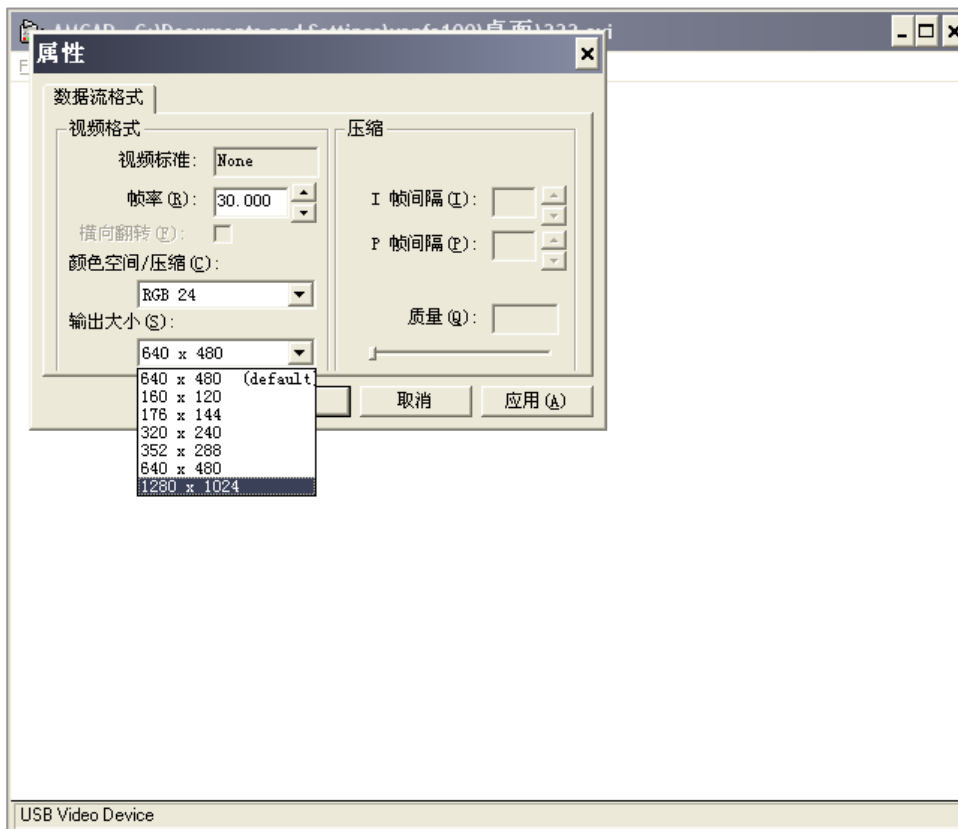 属性
数据流格式
视频格式
视频标准: None
帧率(R): 30.000
横向翻转(F):
颜色空间/压缩(C):
RGB 24
输出大小(S):
640 x 480
640 x 480 (default)
160 x 120
176 x 144
320 x 240
352 x 288
640 x 480
1280 x 1024
压缩
I 帧间隔(I):
P 帧间隔(P):
质量(Q):
取消
应用(A)
USB Video Device